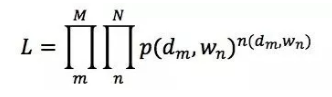 L = ∏_{m}^{M} ∏_{n}^{N} p(d_m, w_n)^{n(d_m, w_n)}